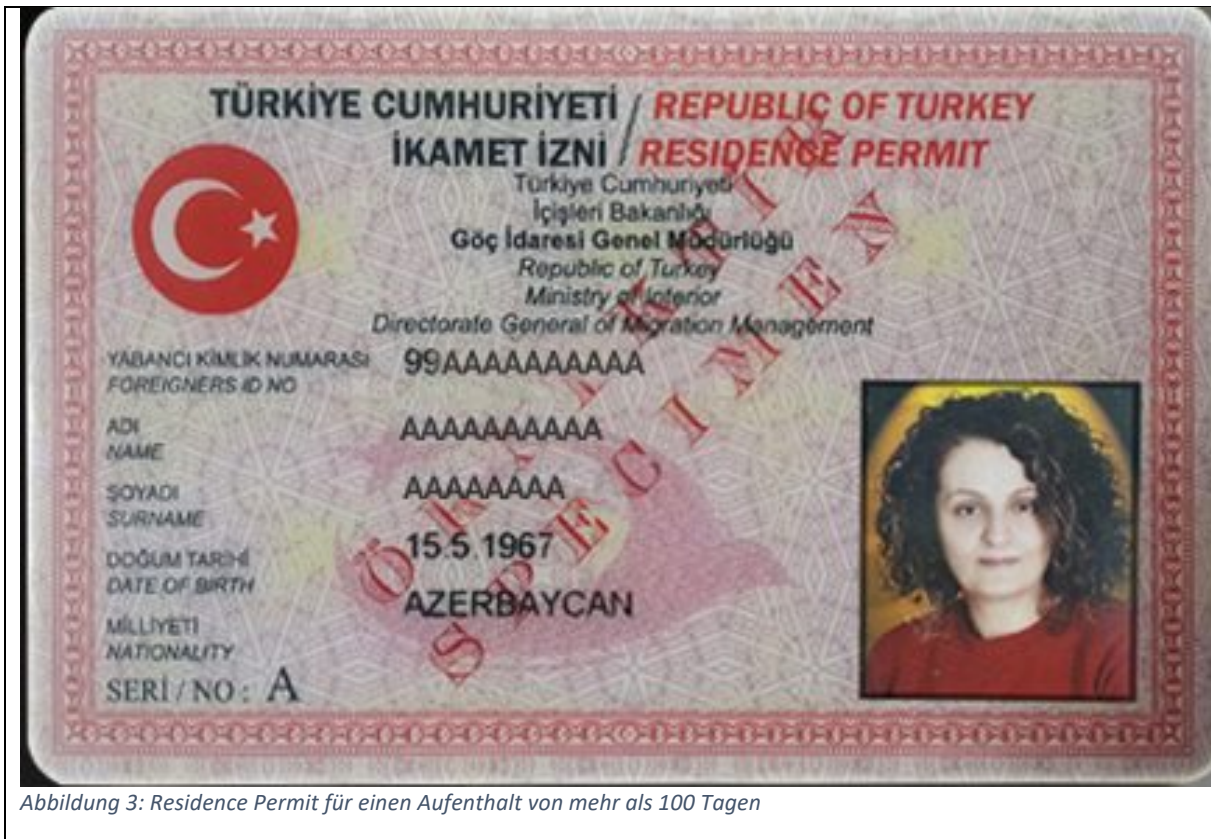 TÜRKİYE CUMHURİYETİ / REPUBLIC OF TURKEY
İKAMET İZNİ / RESIDENCE PERMIT
Türkiye Cumhuriyeti
İçişleri Bakanlığı
Göç İdaresi Genel Müdürlüğü
Republic of Turkey
Ministry of Interior
Directorate General of Migration Management
YABANCI KİMLİK NUMARASI
FOREIGNERS ID NO
99AAAAAAAAAA
ADI
NAME
AAAAAAAAAA
SOYADI
SURNAME
AAAAAAAA
DOĞUM TARİHİ
DATE OF BIRTH
15.5.1967
MİLLİYETİ
NATIONALITY
AZERBAYCAN
SERİ / NO : A
ÖRNEKTİR
SPECIMEN
Abbildung 3: Residence Permit für einen Aufenthalt von mehr als 100 Tagen